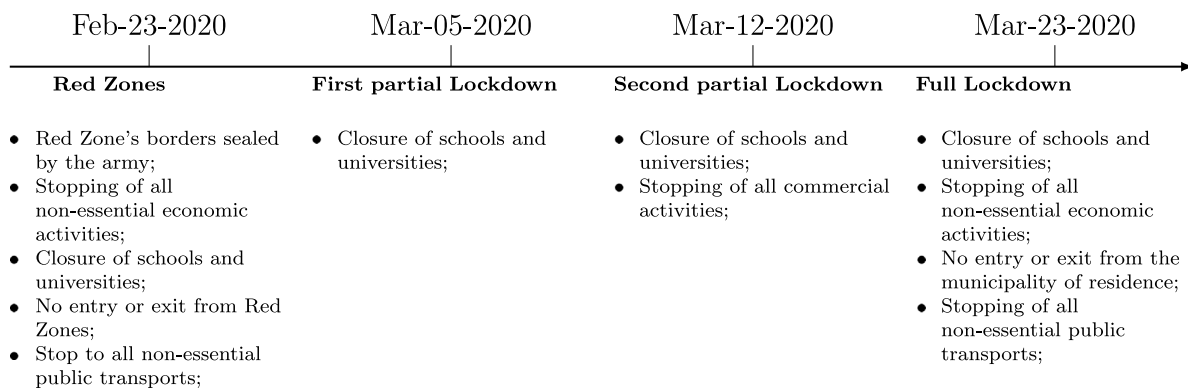 Feb-23-2020
Mar-05-2020
Mar-12-2020
Mar-23-2020
Red Zones
First partial Lockdown
Second partial Lockdown
Full Lockdown
• Red Zone's borders sealed
by the army;
• Stopping of all
non-essential economic
activities;
• Closure of schools and
universities;
• No entry or exit from Red
Zones;
• Stop to all non-essential
public transports;
• Closure of schools and
universities;
• Closure of schools and
universities;
• Stopping of all commercial
activities;
• Closure of schools and
universities;
• Stopping of all
non-essential economic
activities;
• No entry or exit from the
municipality of residence;
• Stopping of all
non-essential public
transports;